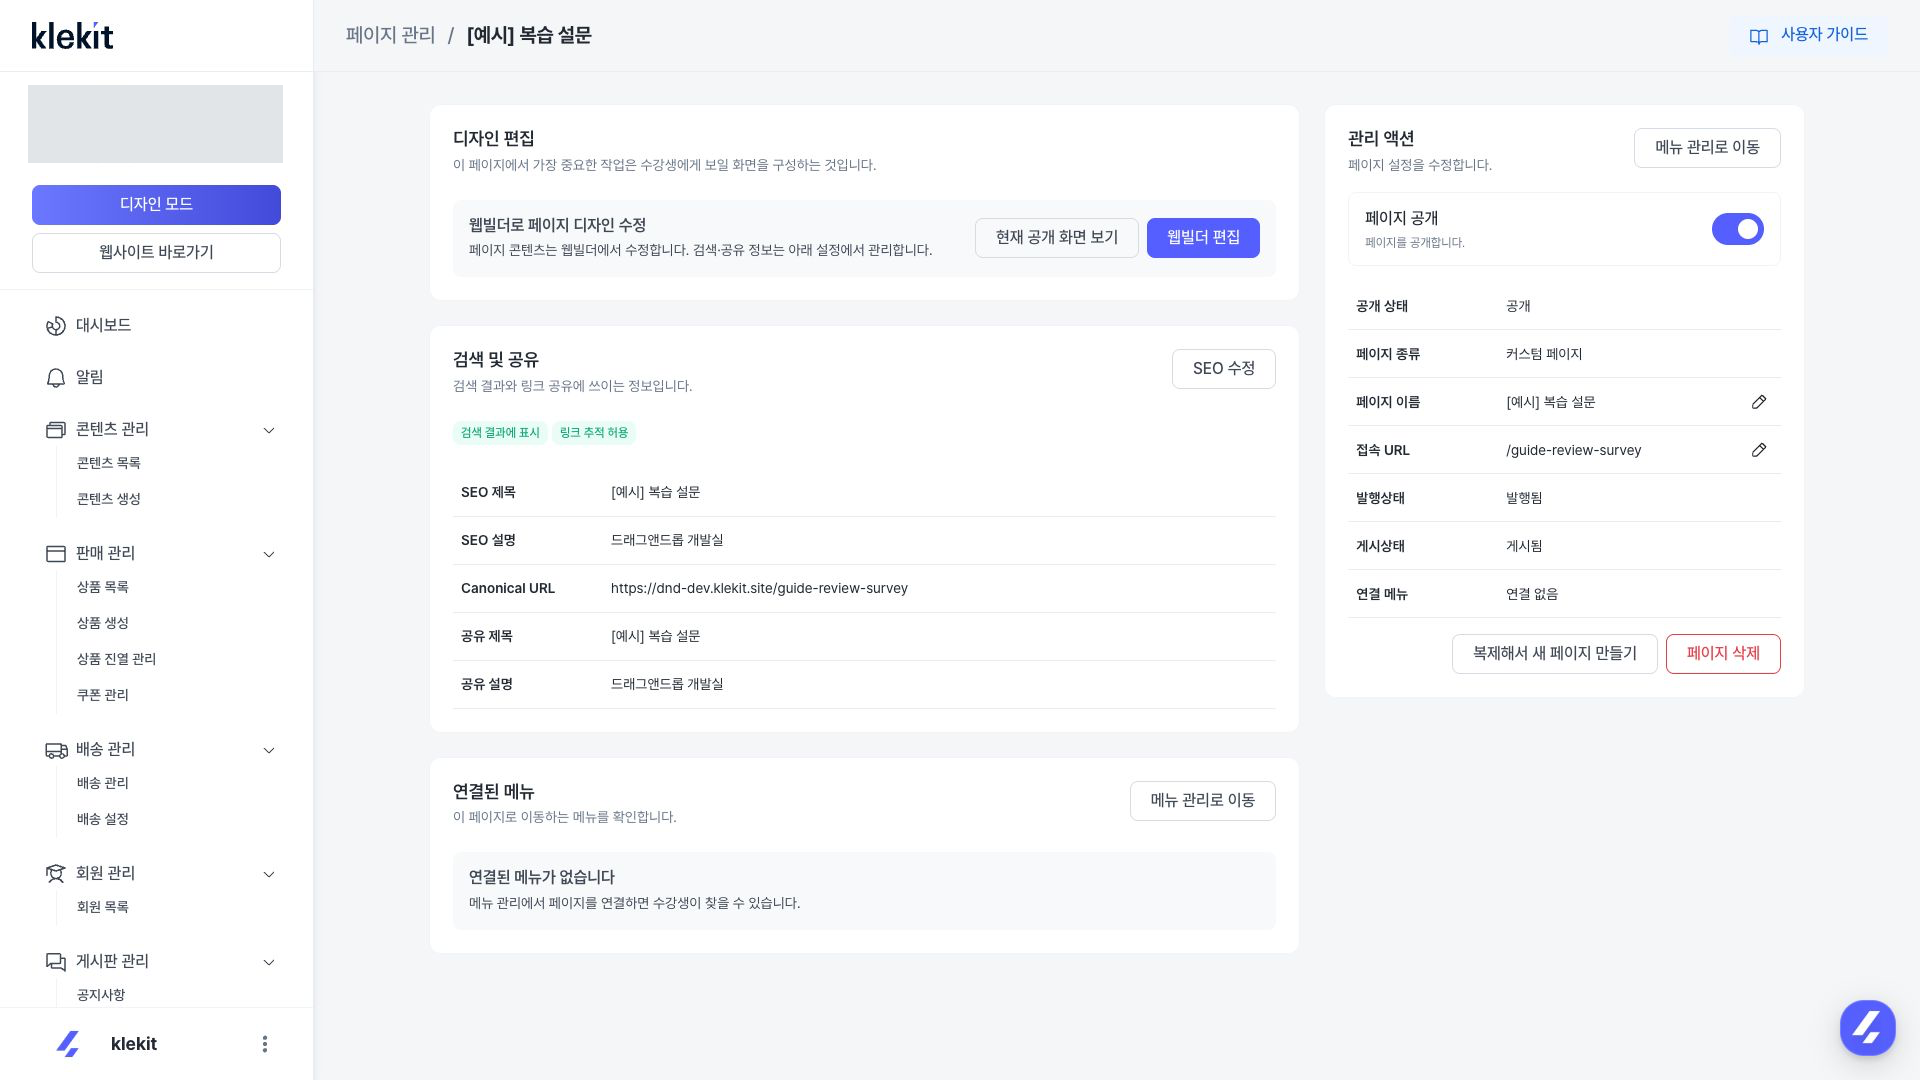 klekit
디자인 모드
웹사이트 바로가기
대시보드
알림
콘텐츠 관리
콘텐츠 목록
콘텐츠 생성
판매 관리
상품 목록
상품 생성
상품 진열 관리
쿠폰 관리
배송 관리
배송 관리
배송 설정
회원 관리
회원 목록
게시판 관리
공지사항
klekit
페이지 관리 / [예시] 복습 설문
사용자 가이드
디자인 편집
이 페이지에서 가장 중요한 작업은 수강생에게 보일 화면을 구성하는 것입니다.
웹빌더로 페이지 디자인 수정
페이지 콘텐츠는 웹빌더에서 수정합니다. 검색·공유 정보는 아래 설정에서 관리합니다.
현재 공개 화면 보기
웹빌더 편집
검색 및 공유
검색 결과와 링크 공유에 쓰이는 정보입니다.
SEO 수정
검색 결과에 표시 링크 추적 허용
SEO 제목 [예시] 복습 설문
SEO 설명 드래그앤드롭 개발실
Canonical URL https://dnd-dev.klekit.site/guide-review-survey
공유 제목 [예시] 복습 설문
공유 설명 드래그앤드롭 개발실
연결된 메뉴
이 페이지로 이동하는 메뉴를 확인합니다.
메뉴 관리로 이동
연결된 메뉴가 없습니다
메뉴 관리에서 페이지를 연결하면 수강생이 찾을 수 있습니다.
관리 액션
페이지 설정을 수정합니다.
메뉴 관리로 이동
페이지 공개
페이지를 공개합니다.
공개 상태 공개
페이지 종류 커스텀 페이지
페이지 이름 [예시] 복습 설문
접속 URL /guide-review-survey
발행상태 발행됨
게시상태 게시됨
연결 메뉴 연결 없음
복제해서 새 페이지 만들기
페이지 삭제